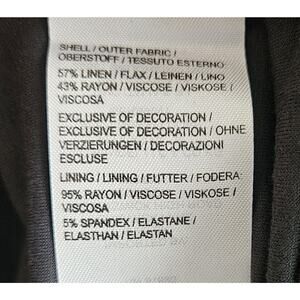 SHELL / OUTER FABRIC /
OBERSTOFF / TESSUTO ESTERNO
57% LINEN / FLAX / LEINEN / LINO
43% RAYON / VISCOSE / VISKOSE /
VISCOSA
EXCLUSIVE OF DECORATION /
EXCLUSIVE OF DECORATION / OHNE
VERZIERUNGEN / DECORAZIONI
ESCLUSE
LINING / LINING / FUTTER / FODERA:
95% RAYON / VISCOSE / VISKOSE /
VISCOSA
5% SPANDEX / ELASTANE /
ELASTHAN / ELASTAN